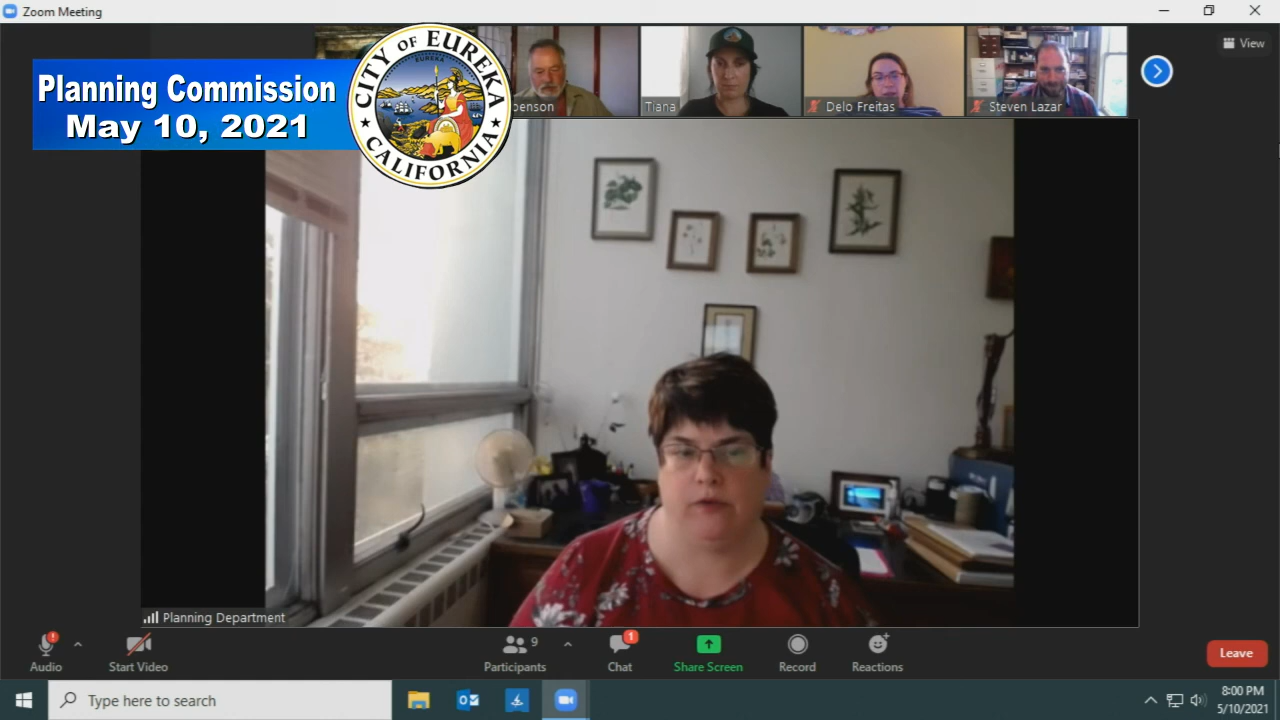 Zoom Meeting
Planning Commission
May 10, 2021
CITY OF EUREKA
EUREKA
CALIFORNIA
Tiana
Delo Freitas
Steven Lazar
View
Planning Department
Audio
Start Video
Participants
9
Chat
1
Share Screen
Record
Reactions
Leave
Type here to search
8:00 PM
5/10/2021